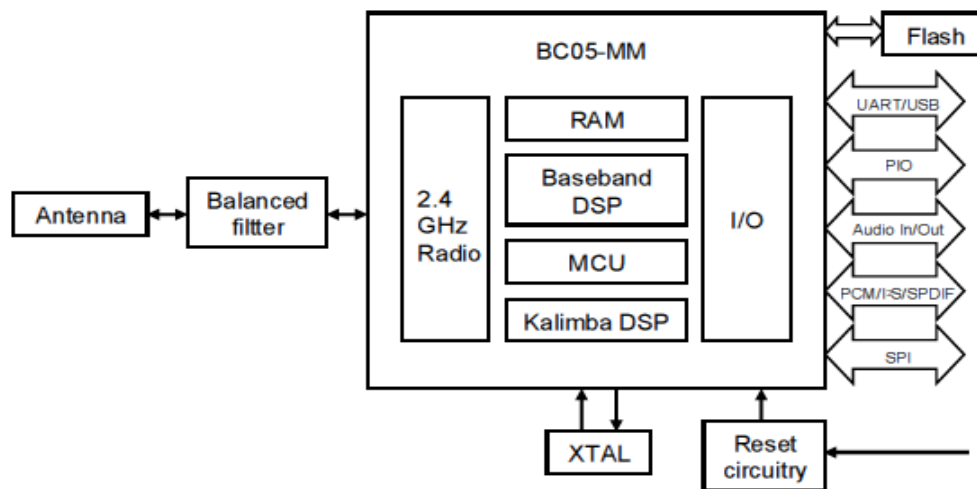 BC05-MM
Flash
UART/USB
PIO
Audio In/Out
PCM/I²S/SPDIF
SPI
RAM
Baseband
DSP
MCU
Kalimba DSP
2.4
GHz
Radio
I/O
Antenna
Balanced
filtter
XTAL
Reset
circuitry